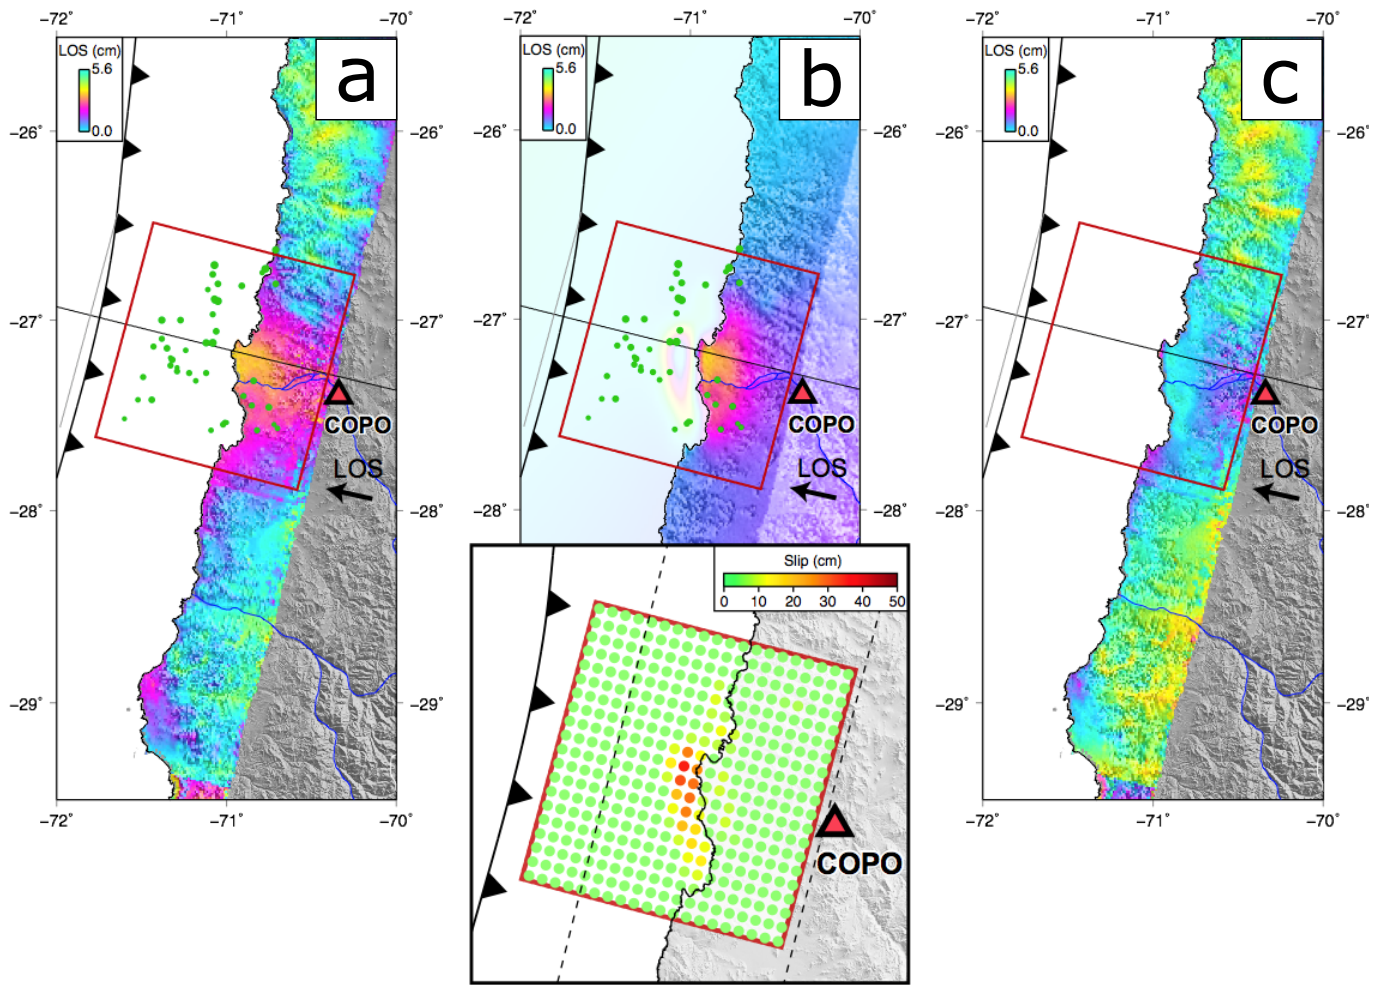 −72° −71° −70° −72° −71° −70° −72° −71° −70°
LOS (cm)
5.6
0.0
a
LOS (cm)
5.6
0.0
b
LOS (cm)
5.6
0.0
c
−26° −26° −26° −26° −26°
−27° −27° −27° −27° −27°
COPO
LOS
COPO
LOS
COPO
LOS
−28° −28° −28° −28° −28°
Slip (cm)
0 10 20 30 40 50
−29° −29° −29°
COPO
−72° −71° −70° −72° −71° −70°